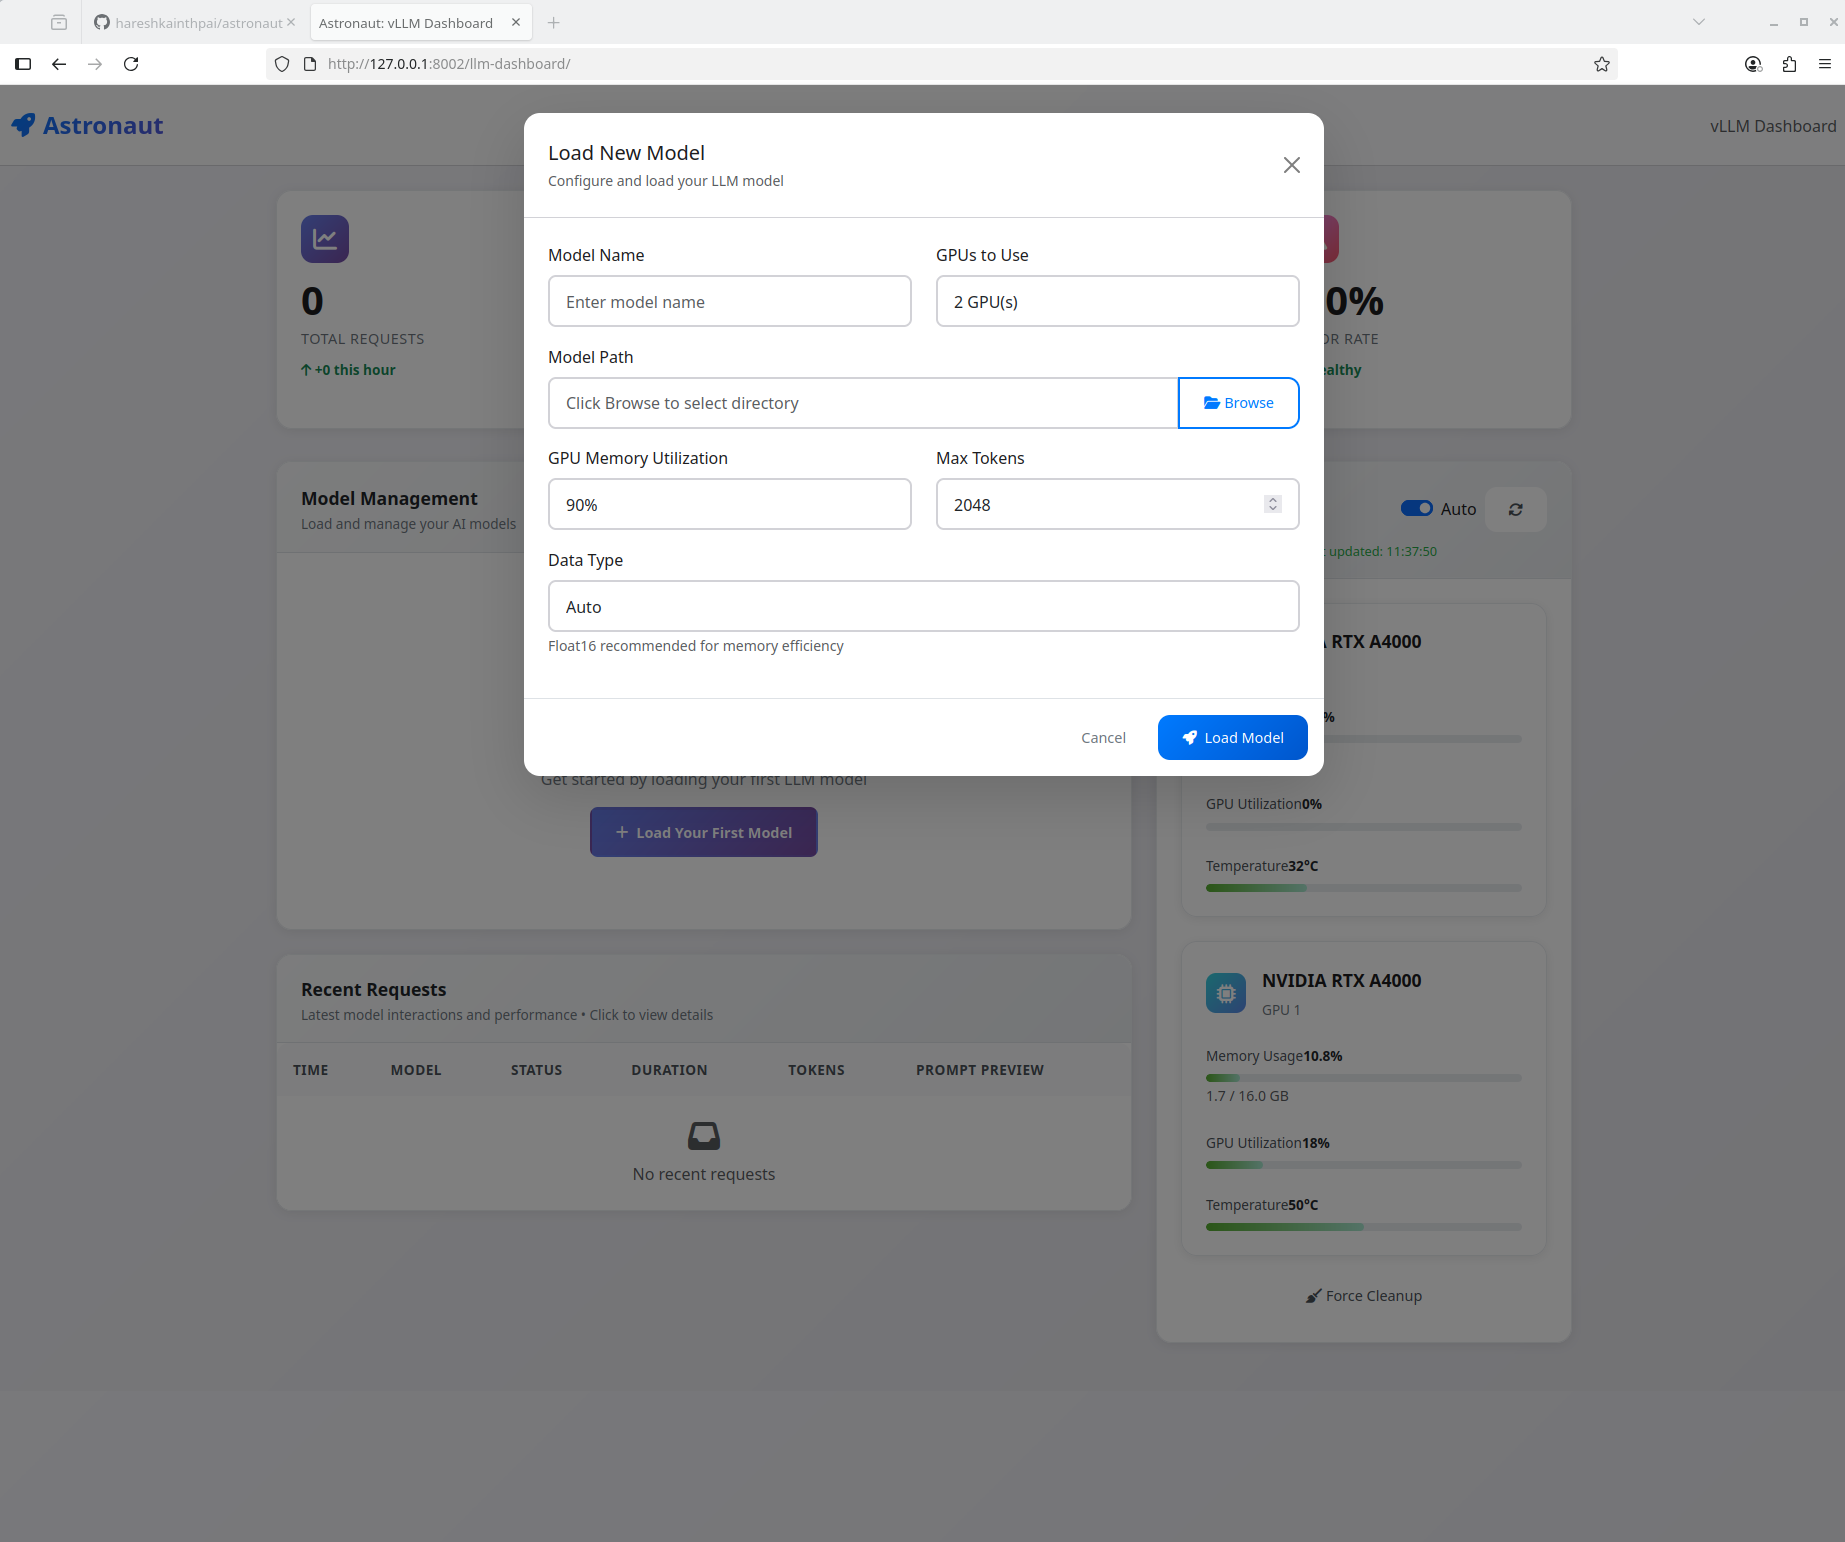 hareshkainthpai/astronaut
Astronaut: vLLM Dashboard
http://127.0.0.1:8002/llm-dashboard/
Astronaut
vLLM Dashboard
Load New Model
Configure and load your LLM model
Model Name
GPUs to Use
Enter model name
2 GPU(s)
Model Path
Click Browse to select directory
Browse
GPU Memory Utilization
Max Tokens
90%
2048
Data Type
Auto
Float16 recommended for memory efficiency
Cancel
Load Model
0
TOTAL REQUESTS
+0 this hour
0%
RATE
Model Management
Load and manage your AI models
Get started by loading your first LLM model
Load Your First Model
Recent Requests
Latest model interactions and performance • Click to view details
TIME
MODEL
STATUS
DURATION
TOKENS
PROMPT PREVIEW
No recent requests
Auto
updated: 11:37:50
RTX A4000
%
GPU Utilization0%
Temperature32°C
NVIDIA RTX A4000
GPU 1
Memory Usage10.8%
1.7 / 16.0 GB
GPU Utilization18%
Temperature50°C
Force Cleanup